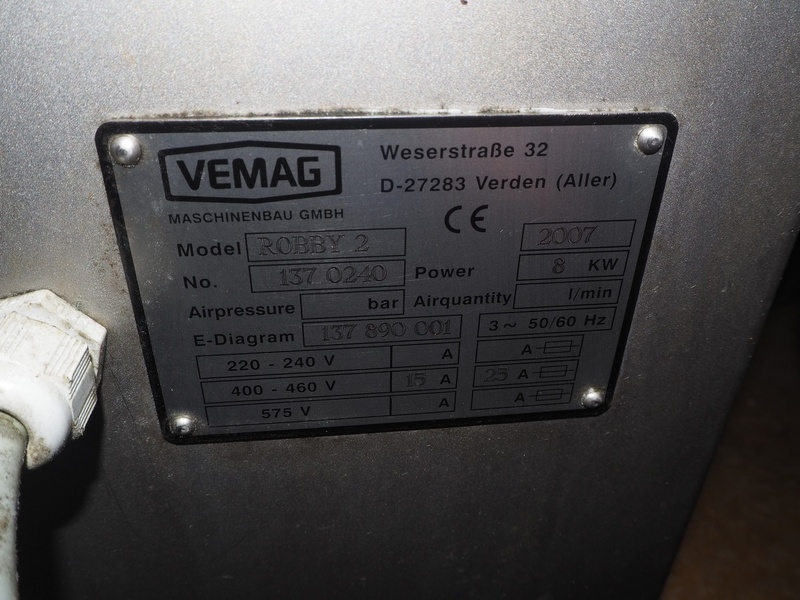 VEMAG
MASCHINENBAU GMBH
Weserstraße 32
D-27283 Verden (Aller)
CE
2007
Model ROBBY 2
No. 137 0240
Power 8 KW
Airpressure bar
Airquantity l/min
E-Diagram 137 890 001
3~ 50/60 Hz
220 - 240 V A A
400 - 460 V 15 A 25 A
575 V A A